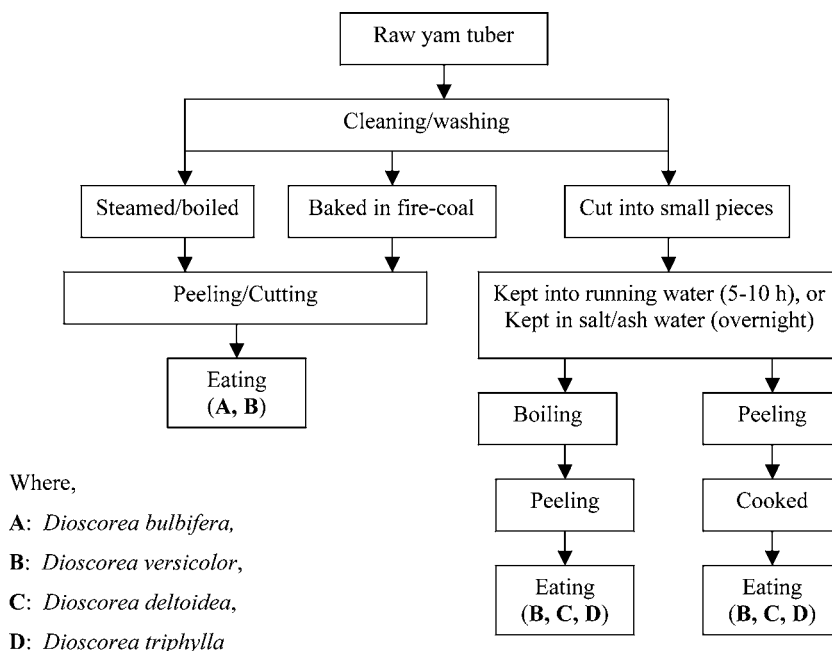 Raw yam tuber
Cleaning/washing
Steamed/boiled
Baked in fire-coal
Cut into small pieces
Peeling/Cutting
Kept into running water (5-10 h), or
Kept in salt/ash water (overnight)
Eating
(A, B)
Boiling
Peeling
Peeling
Cooked
Eating
(B, C, D)
Eating
(B, C, D)
Where,
A: Dioscorea bulbifera,
B: Dioscorea versicolor,
C: Dioscorea deltoidea,
D: Dioscorea triphylla